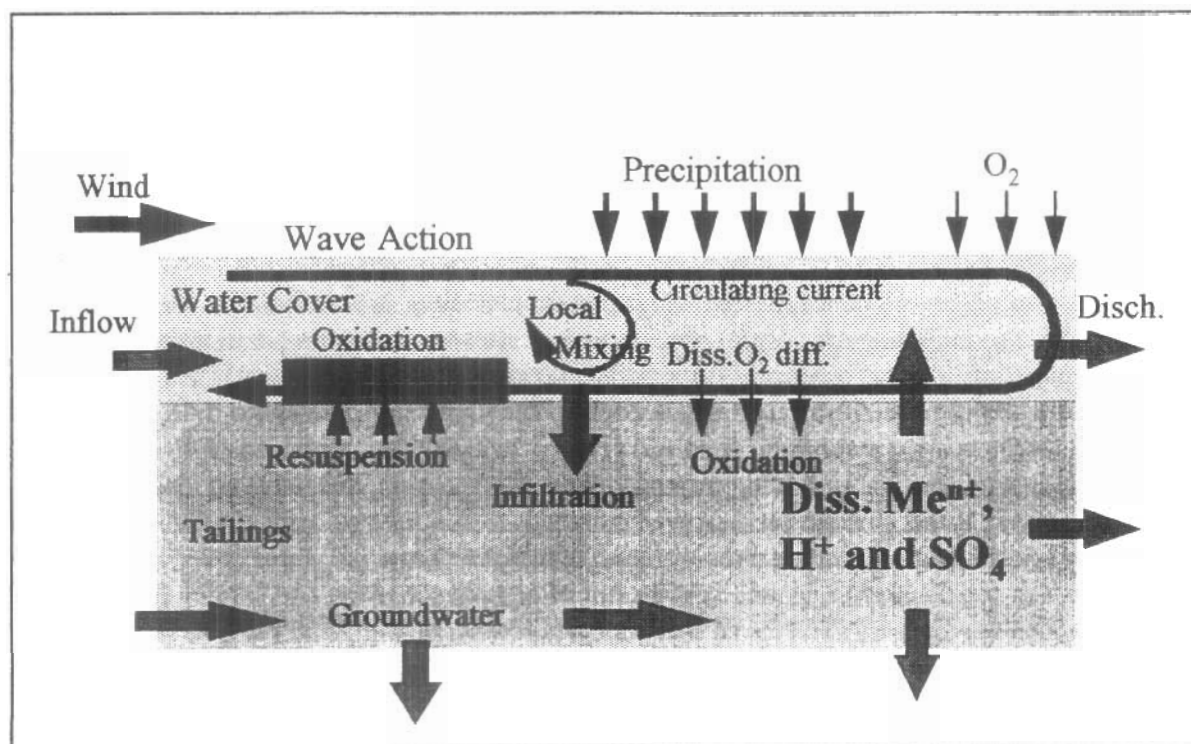 Precipitation
O₂
Wind
Wave Action
Water Cover
Circulating current
Inflow
Local
Mixing
Disch.
Oxidation
Diss.O₂ diff.
Resuspension
Oxidation
Infiltration
Diss. Meⁿ⁺,
H⁺ and SO₄
Tailings
Groundwater